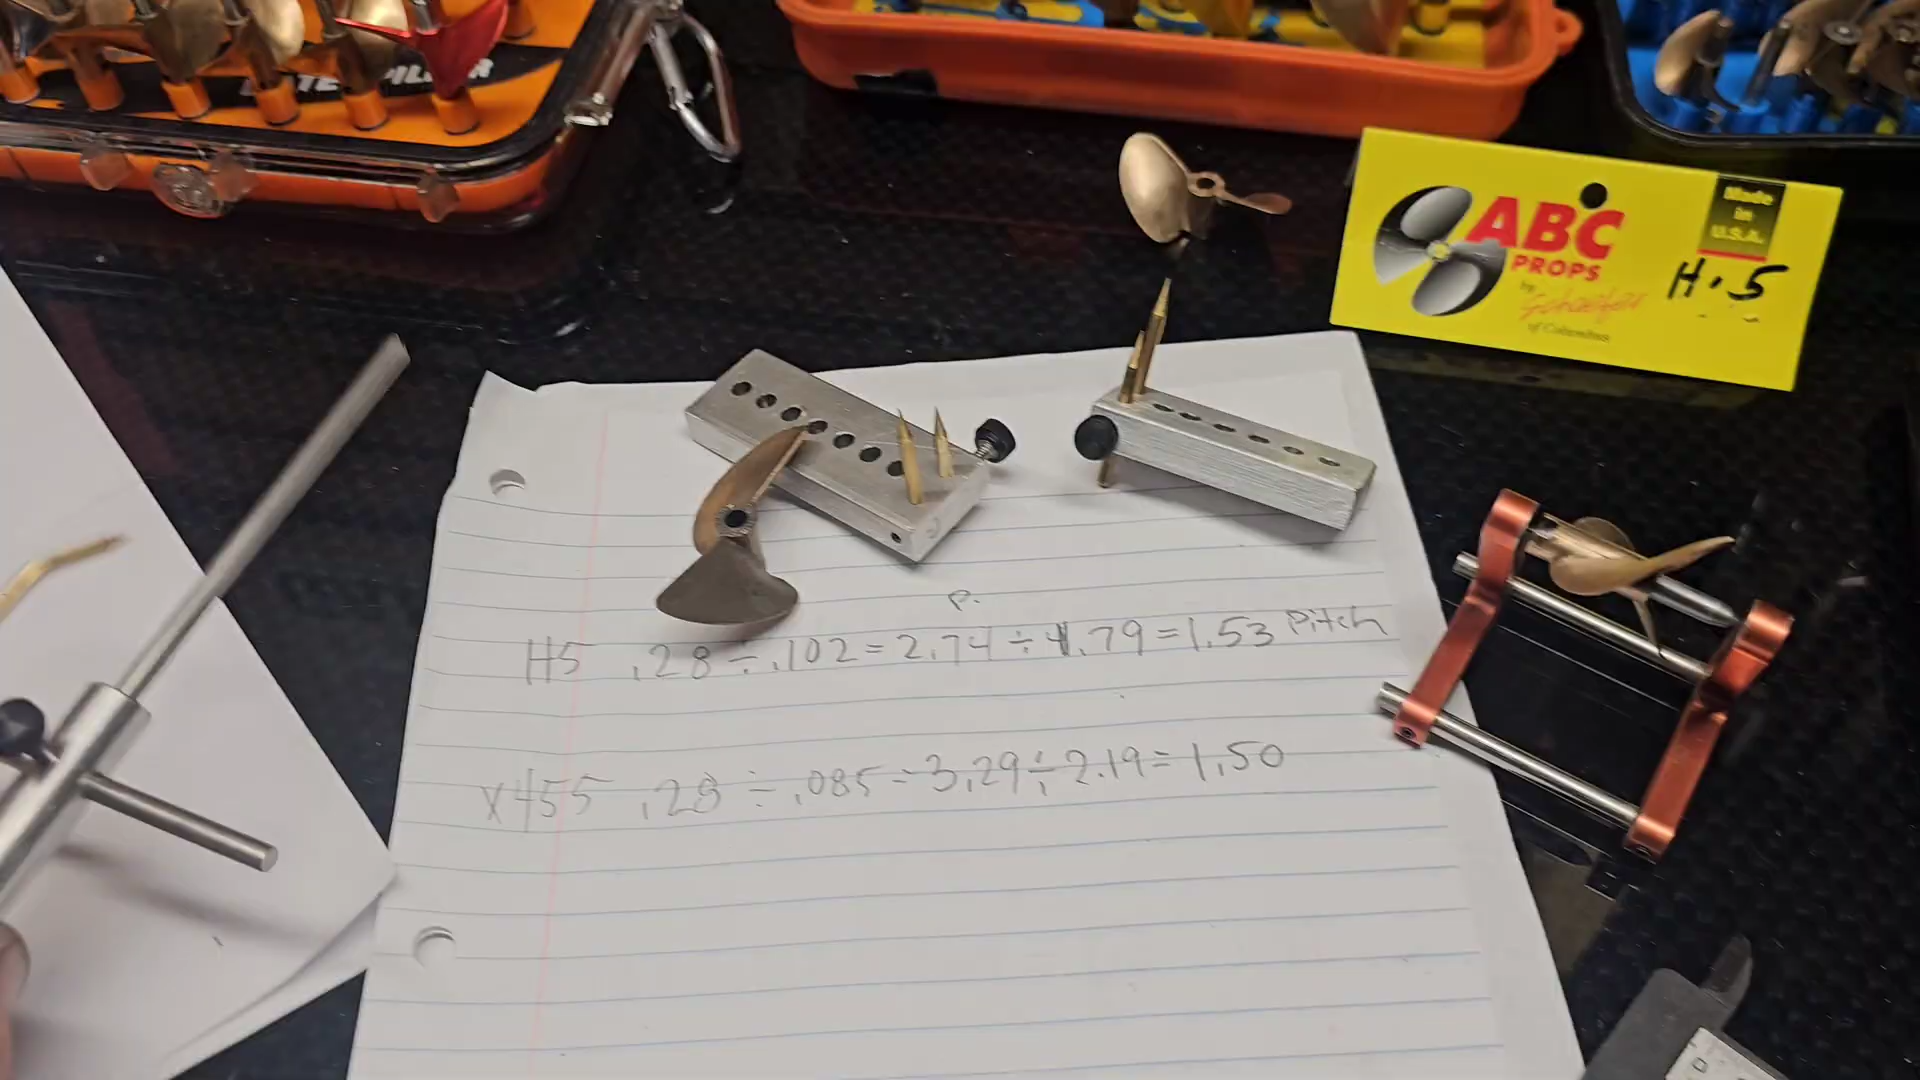 ABC
PROPS
by
Schaefer
of Columbus
Made
in
U.S.A.
H.5
P.
H5 .28 ÷ .102 = 2.74 ÷ 1.79 = 1.53 Pitch
X455 .28 ÷ .085 = 3.29 ÷ 2.19 = 1.50